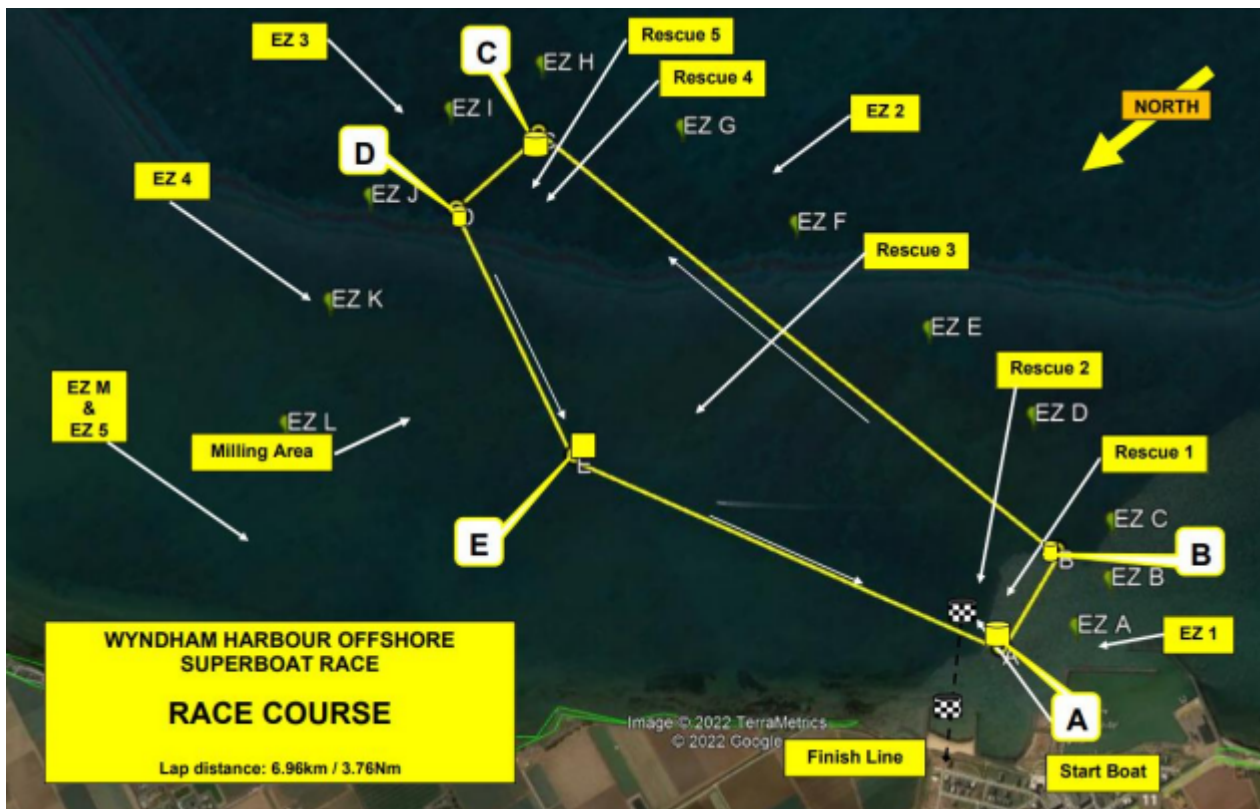 EZ 3
C
EZ H
Rescue 5
Rescue 4
EZ I
EZ G
EZ 2
NORTH
D
EZ 4
EZ J
D
EZ F
Rescue 3
EZ K
EZ E
Rescue 2
EZ M
&
EZ 5
EZ L
Milling Area
EZ D
Rescue 1
E
E
EZ C
B
B
EZ B
EZ A
EZ 1
A
A
WYNDHAM HARBOUR OFFSHORE
SUPERBOAT RACE
RACE COURSE
Lap distance: 6.96km / 3.76Nm
Image © 2022 TerraMetrics
© 2022 Google
Finish Line
Start Boat